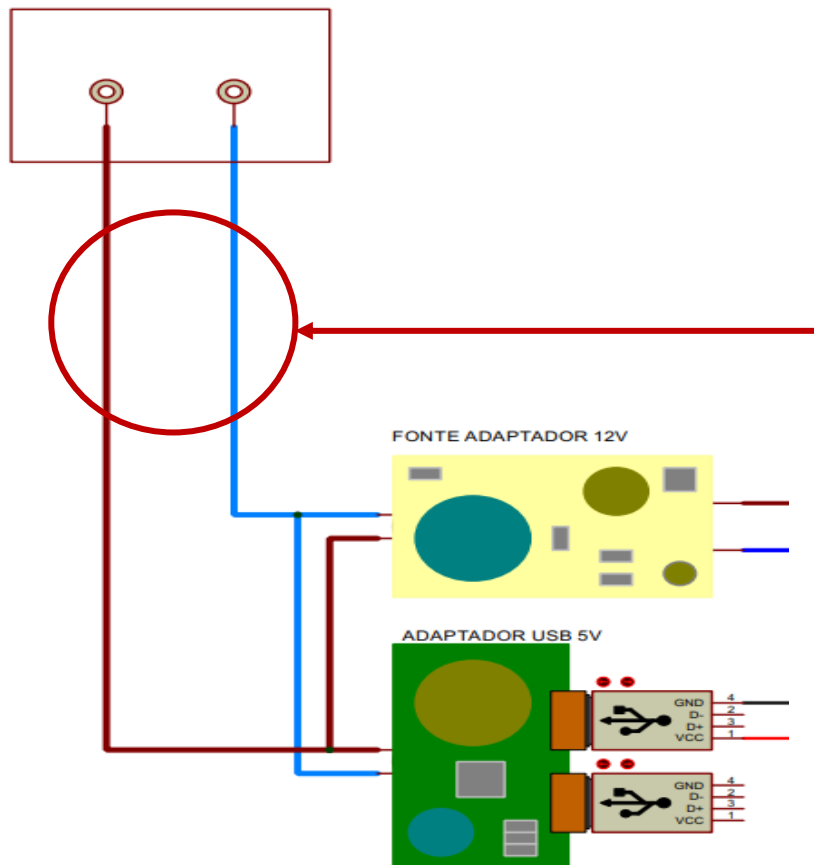 FONTE ADAPTADOR 12V
ADAPTADOR USB 5V
GND 4
D- 2
D+ 3
VCC 1
GND 4
D- 2
D+ 3
VCC 1